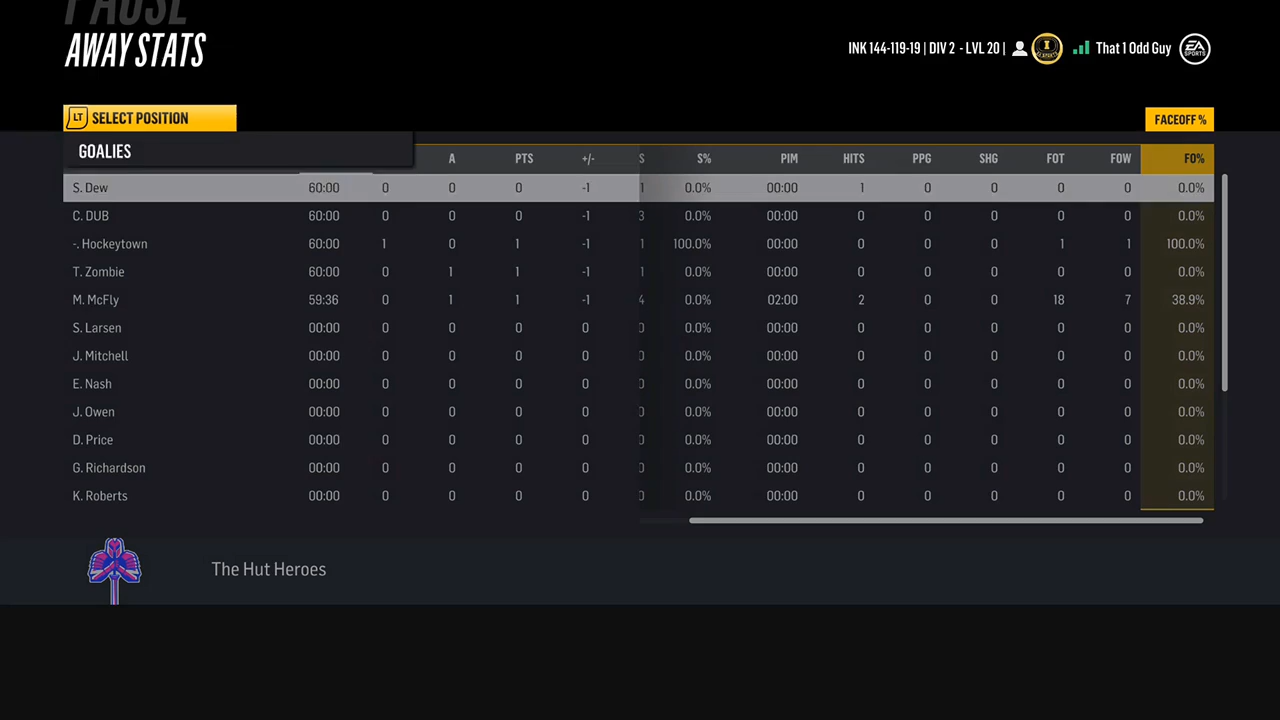 PAUSE
AWAY STATS
INK 144-119-19 | DIV 2 - LVL 20 | That 1 Odd Guy EA SPORTS
LT SELECT POSITION
FACEOFF %
GOALIES
A PTS +/- S S% PIM HITS PPG SHG FOT FOW FO%
S. Dew 60:00 0 0 0 -1 1 0.0% 00:00 1 0 0 0 0 0.0%
C. DUB 60:00 0 0 0 -1 3 0.0% 00:00 0 0 0 0 0 0.0%
-. Hockeytown 60:00 1 0 1 -1 1 100.0% 00:00 0 0 0 1 1 100.0%
T. Zombie 60:00 0 1 1 -1 1 0.0% 00:00 0 0 0 0 0 0.0%
M. McFly 59:36 0 1 1 -1 4 0.0% 02:00 2 0 0 18 7 38.9%
S. Larsen 00:00 0 0 0 0 0 0.0% 00:00 0 0 0 0 0 0.0%
J. Mitchell 00:00 0 0 0 0 0 0.0% 00:00 0 0 0 0 0 0.0%
E. Nash 00:00 0 0 0 0 0 0.0% 00:00 0 0 0 0 0 0.0%
J. Owen 00:00 0 0 0 0 0 0.0% 00:00 0 0 0 0 0 0.0%
D. Price 00:00 0 0 0 0 0 0.0% 00:00 0 0 0 0 0 0.0%
G. Richardson 00:00 0 0 0 0 0 0.0% 00:00 0 0 0 0 0 0.0%
K. Roberts 00:00 0 0 0 0 0 0.0% 00:00 0 0 0 0 0 0.0%
The Hut Heroes